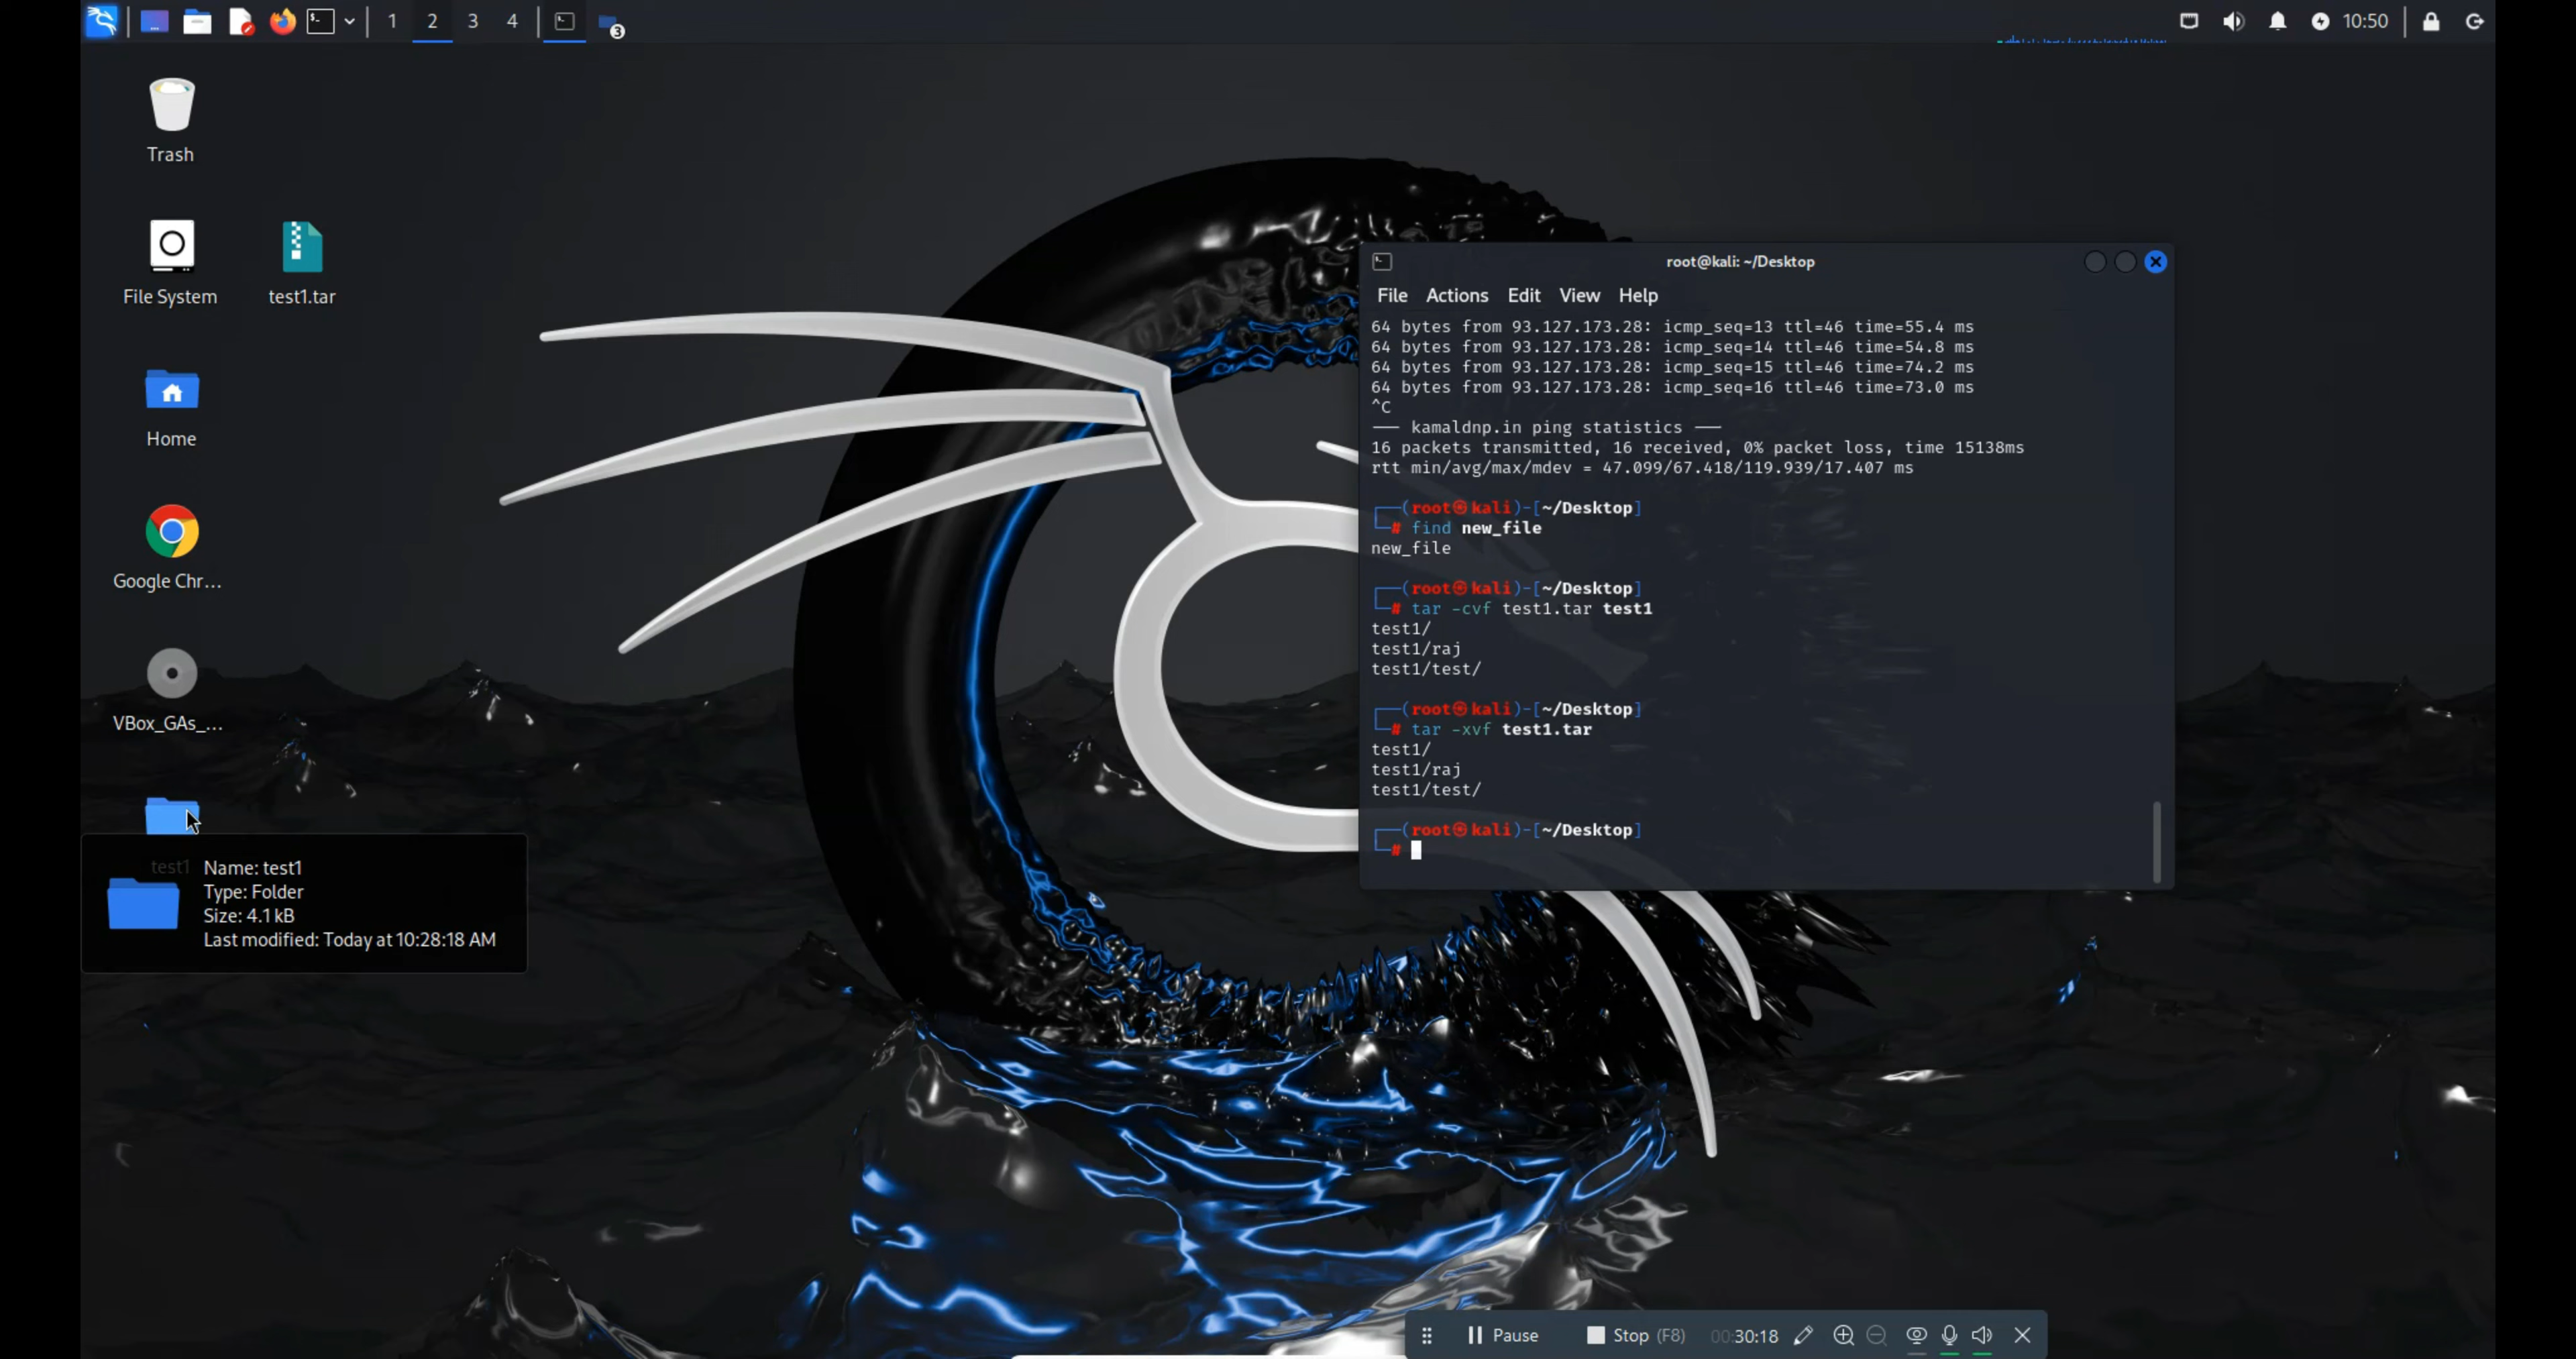 1 2 3 4
3
10:50
Trash
File System
test1.tar
Home
Google Chr...
VBox_GAs_...
test1
Name: test1
Type: Folder
Size: 4.1 kB
Last modified: Today at 10:28:18 AM
root@kali: ~/Desktop
File Actions Edit View Help
64 bytes from 93.127.173.28: icmp_seq=13 ttl=46 time=55.4 ms
64 bytes from 93.127.173.28: icmp_seq=14 ttl=46 time=54.8 ms
64 bytes from 93.127.173.28: icmp_seq=15 ttl=46 time=74.2 ms
64 bytes from 93.127.173.28: icmp_seq=16 ttl=46 time=73.0 ms
^C
--- kamaldnp.in ping statistics ---
16 packets transmitted, 16 received, 0% packet loss, time 15138ms
rtt min/avg/max/mdev = 47.099/67.418/119.939/17.407 ms
┌──(root㉿kali)-[~/Desktop]
└─# find new_file
new_file
┌──(root㉿kali)-[~/Desktop]
└─# tar -cvf test1.tar test1
test1/
test1/raj
test1/test/
┌──(root㉿kali)-[~/Desktop]
└─# tar -xvf test1.tar
test1/
test1/raj
test1/test/
┌──(root㉿kali)-[~/Desktop]
└─#
Pause Stop (F8) 00:30:18